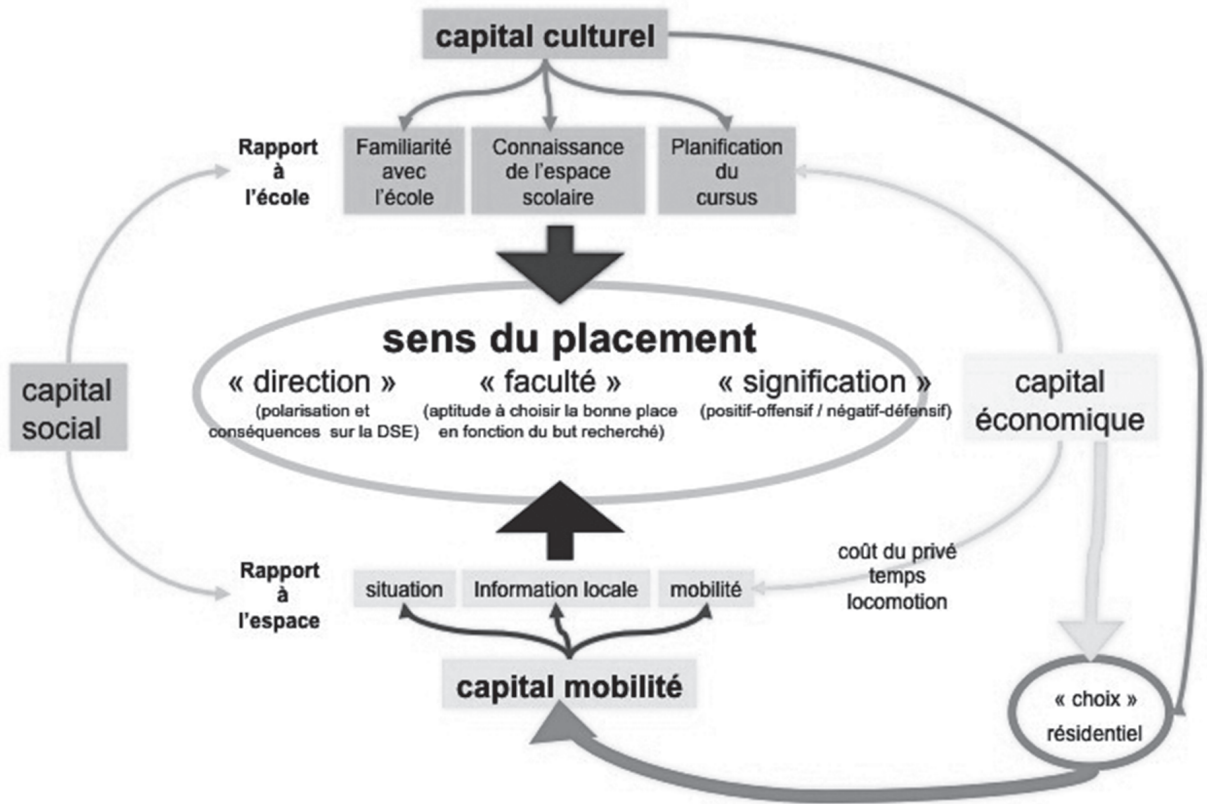 capital culturel
Rapport
à
l'école
Familiarité
avec
l'école
Connaissance
de l'espace
scolaire
Planification
du
cursus
sens du placement
« direction »
(polarisation et
conséquences sur la DSE)
« faculté »
(aptitude à choisir la bonne place
en fonction du but recherché)
« signification »
(positif-offensif / négatif-défensif)
capital
social
capital
économique
Rapport
à
l'espace
situation
Information locale
mobilité
coût du privé
temps
locomotion
capital mobilité
« choix »
résidentiel